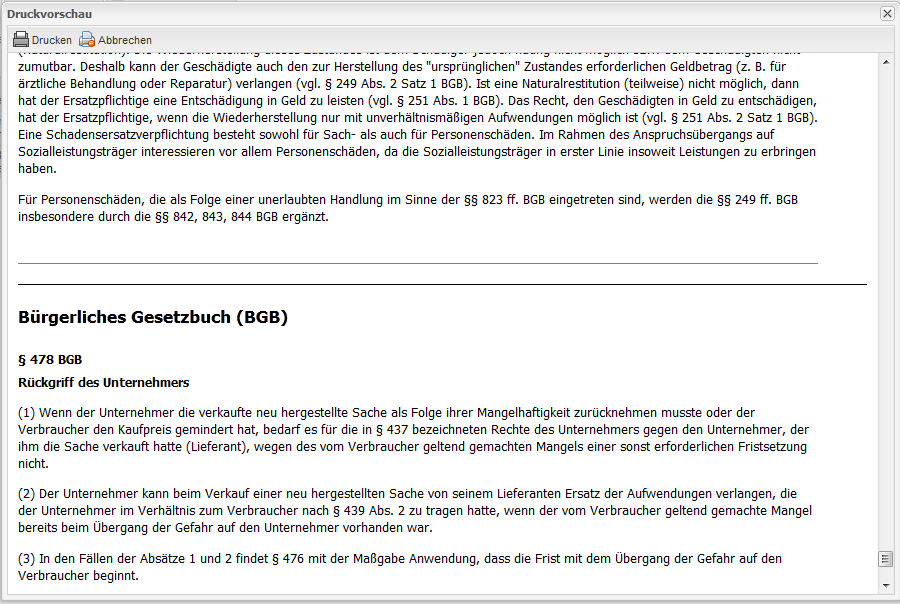 Druckvorschau
Drucken Abbrechen
zumutbar. Deshalb kann der Geschädigte auch den zur Herstellung des "ursprünglichen" Zustandes erforderlichen Geldbetrag (z. B. für
ärztliche Behandlung oder Reparatur) verlangen (vgl. § 249 Abs. 2 Satz 1 BGB). Ist eine Naturalrestitution (teilweise) nicht möglich, dann
hat der Ersatzpflichtige eine Entschädigung in Geld zu leisten (vgl. § 251 Abs. 1 BGB). Das Recht, den Geschädigten in Geld zu entschädigen,
hat der Ersatzpflichtige, wenn die Wiederherstellung nur mit unverhältnismäßigen Aufwendungen möglich ist (vgl. § 251 Abs. 2 Satz 1 BGB).
Eine Schadensersatzverpflichtung besteht sowohl für Sach- als auch für Personenschäden. Im Rahmen des Anspruchsübergangs auf
Sozialleistungsträger interessieren vor allem Personenschäden, da die Sozialleistungsträger in erster Linie insoweit Leistungen zu erbringen
haben.
Für Personenschäden, die als Folge einer unerlaubten Handlung im Sinne der §§ 823 ff. BGB eingetreten sind, werden die §§ 249 ff. BGB
insbesondere durch die §§ 842, 843, 844 BGB ergänzt.
Bürgerliches Gesetzbuch (BGB)
§ 478 BGB
Rückgriff des Unternehmers
(1) Wenn der Unternehmer die verkaufte neu hergestellte Sache als Folge ihrer Mangelhaftigkeit zurücknehmen musste oder der
Verbraucher den Kaufpreis gemindert hat, bedarf es für die in § 437 bezeichneten Rechte des Unternehmers gegen den Unternehmer, der
ihm die Sache verkauft hatte (Lieferant), wegen des vom Verbraucher geltend gemachten Mangels einer sonst erforderlichen Fristsetzung
nicht.
(2) Der Unternehmer kann beim Verkauf einer neu hergestellten Sache von seinem Lieferanten Ersatz der Aufwendungen verlangen, die
der Unternehmer im Verhältnis zum Verbraucher nach § 439 Abs. 2 zu tragen hatte, wenn der vom Verbraucher geltend gemachte Mangel
bereits beim Übergang der Gefahr auf den Unternehmer vorhanden war.
(3) In den Fällen der Absätze 1 und 2 findet § 476 mit der Maßgabe Anwendung, dass die Frist mit dem Übergang der Gefahr auf den
Verbraucher beginnt.